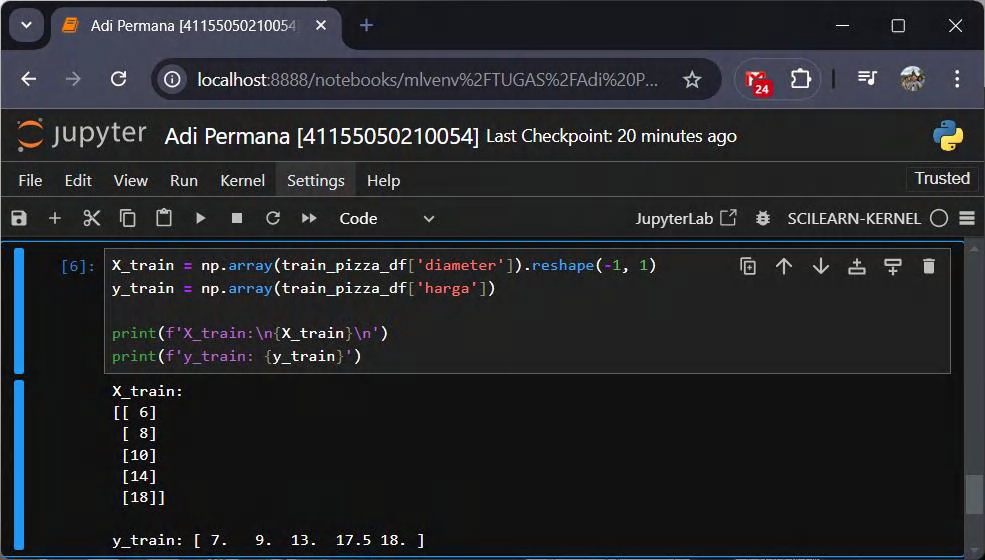 Adi Permana [41155050210054]
localhost:8888/notebooks/mlvenv%2FTUGAS%2FAdi%20P...
24
jupyter Adi Permana [41155050210054] Last Checkpoint: 20 minutes ago
File Edit View Run Kernel Settings Help Trusted
Code JupyterLab SCILEARN-KERNEL
[6]: X_train = np.array(train_pizza_df['diameter']).reshape(-1, 1)
y_train = np.array(train_pizza_df['harga'])
print(f'X_train:\n{X_train}\n')
print(f'y_train: {y_train}')
X_train:
[[ 6]
[ 8]
[10]
[14]
[18]]
y_train: [ 7.   9.  13.  17.5 18. ]